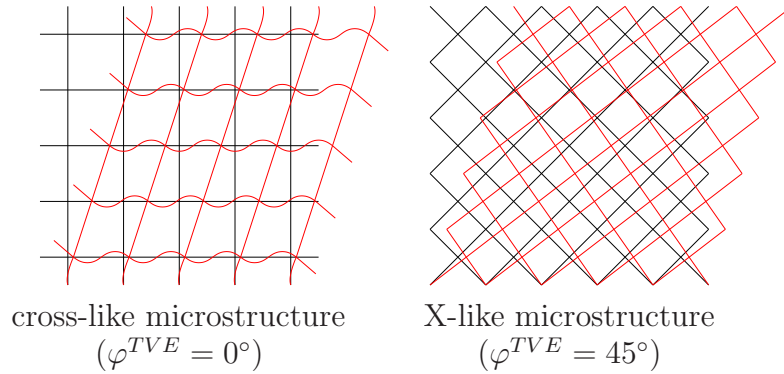 cross-like microstructure
(φ^{TVE} = 0°)
X-like microstructure
(φ^{TVE} = 45°)